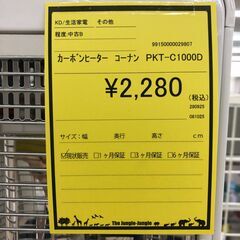 KD/生活家電 その他
程度:中古B
99150000029807
カーボンヒーター コーナン PKT-C1000D
¥2,280
(税込)
280925
081025
サイズ:幅 奥行 高さ cm
☑現状販売 □1ヶ月保証 □3ヶ月保証 □6ヶ月保証
The Jungle-Jungle